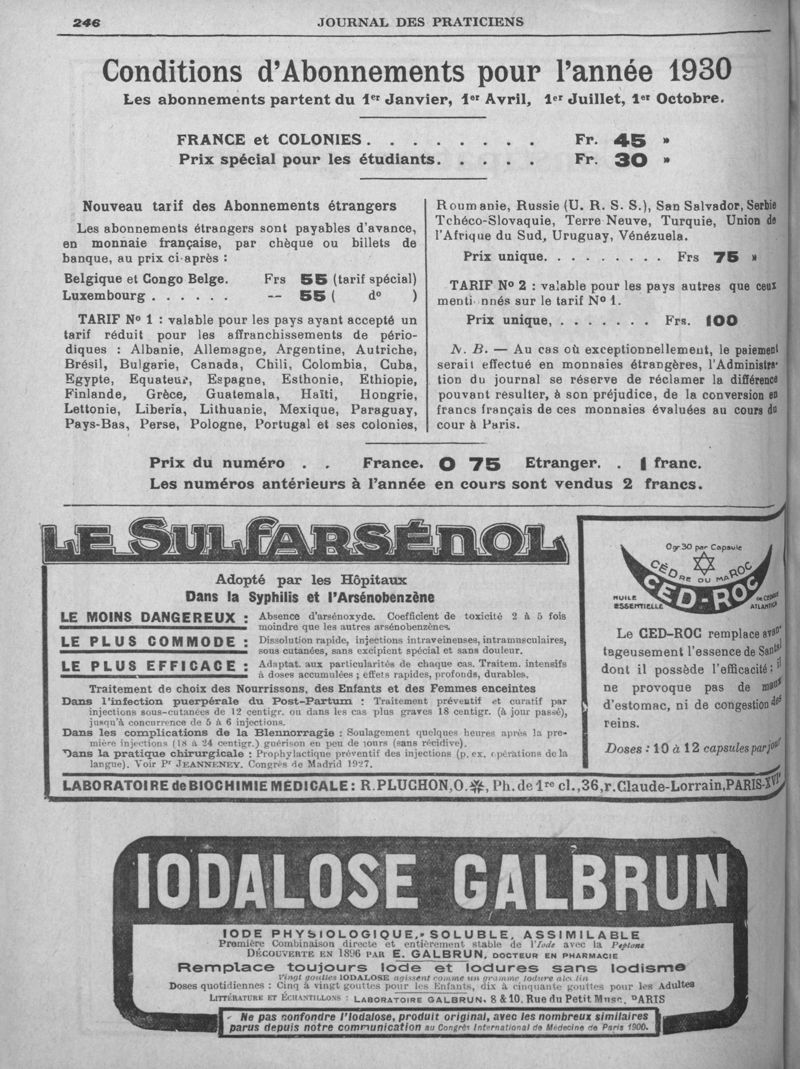 246
JOURNAL DES PRATICIENS
Conditions d'Abonnements pour l'année 1930
Les abonnements partent du 1er Janvier, 1er Avril, 1er Juillet, 1er Octobre.
FRANCE et COLONIES . . . . . . . . Fr. 45 »
Prix spécial pour les étudiants. . . . . Fr. 30 »
Nouveau tarif des Abonnements étrangers
Les abonnements étrangers sont payables d'avance,
en monnaie française, par chèque ou billets de
banque, au prix ci-après :
Belgique et Congo Belge. Frs 55 (tarif spécial)
Luxembourg . . . . . . — 55 ( do )
TARIF No 1 : valable pour les pays ayant accepté un
tarif réduit pour les affranchissements de pério-
diques : Albanie, Allemagne, Argentine, Autriche,
Brésil, Bulgarie, Canada, Chili, Colombia, Cuba,
Egypte, Equateur, Espagne, Esthonie, Ethiopie,
Finlande, Grèce, Guatemala, Haïti, Hongrie,
Lettonie, Liberia, Lithuanie, Mexique, Paraguay,
Pays-Bas, Perse, Pologne, Portugal et ses colonies,
Roumanie, Russie (U. R. S. S.), San Salvador, Serbie
Tchéco-Slovaquie, Terre Neuve, Turquie, Union de
l'Afrique du Sud, Uruguay, Vénézuela.
Prix unique. . . . . . . . . Frs 75 »
TARIF No 2 : valable pour les pays autres que ceux
menti nnés sur le tarif No 1.
Prix unique, . . . . . . . Frs. 100
N. B. — Au cas où exceptionnellement, le paiement
serait effectué en monnaies étrangères, l'Administra-
tion du journal se réserve de réclamer la différence
pouvant résulter, à son préjudice, de la conversion en
francs français de ces monnaies évaluées au cours du
cour à Paris.
Prix du numéro . . France. 0 75 Etranger. . 1 franc.
Les numéros antérieurs à l'année en cours sont vendus 2 francs.
LE SULFARSÉNOL
Adopté par les Hôpitaux
Dans la Syphilis et l'Arsénobenzène
LE MOINS DANGEREUX : Absence d'arsénoxyde. Coefficient de toxicité 2 à 5 fois
moindre que les autres arsénobenzènes.
LE PLUS COMMODE : Dissolution rapide, injections intraveineuses, intramusculaires,
sous cutanées, sans excipient spécial et sans douleur.
LE PLUS EFFICACE : Adaptat. aux particularités de chaque cas. Traitem. intensifs
à doses accumulées ; effets rapides, profonds, durables.
Traitement de choix des Nourrissons, des Enfants et des Femmes enceintes
Dans l'infection puerpérale du Post-Partum : Traitement préventif et curatif par
injections sous-cutanées de 12 centigr. ou dans les cas plus graves 18 centigr. (à jour passé),
jusqu'à concurrence de 5 à 6 injections.
Dans les complications de la Blennorragie : Soulagement quelques heures après la pre-
mière injections (18 à 24 centigr.) guérison en peu de jours (sans récidive).
Dans la pratique chirurgicale : Prophylactique préventif des injections (p. ex. opérations de la
langue). Voir Pr JEANNENEY. Congrès de Madrid 1927.
Ogr.30 par Capsule
CÈDRE DU MAROC
CED-ROC
HUILE
ESSENTIELLE
DE CÈDRE
ATLANTICA
Le CED-ROC remplace avan-
tageusement l'essence de Santal
dont il possède l'efficacité ; il
ne provoque pas de maux
d'estomac, ni de congestion des
reins.
Doses : 10 à 12 capsules par jour
LABORATOIRE de BIOCHIMIE MÉDICALE : R. PLUCHON, O. ✻, Ph. de 1re cl., 36, r. Claude-Lorrain, PARIS-XVIe
IODALOSE GALBRUN
IODE PHYSIOLOGIQUE, SOLUBLE, ASSIMILABLE
Première Combinaison directe et entièrement stable de l'Iode avec la Peptone
DÉCOUVERTE EN 1896 PAR E. GALBRUN, DOCTEUR EN PHARMACIE
Remplace toujours Iode et Iodures sans Iodisme
Vingt gouttes IODALOSE agissent comme un gramme Iodure alcalin
Doses quotidiennes : Cinq à vingt gouttes pour les Enfants, dix à cinquante gouttes pour les Adultes
LITTÉRATURE ET ÉCHANTILLONS : LABORATOIRE GALBRUN, 8 & 10, Rue du Petit Musc, PARIS
Ne pas confondre l'Iodalose, produit original, avec les nombreux similaires
parus depuis notre communication au Congrès International de Médecine de Paris 1900.